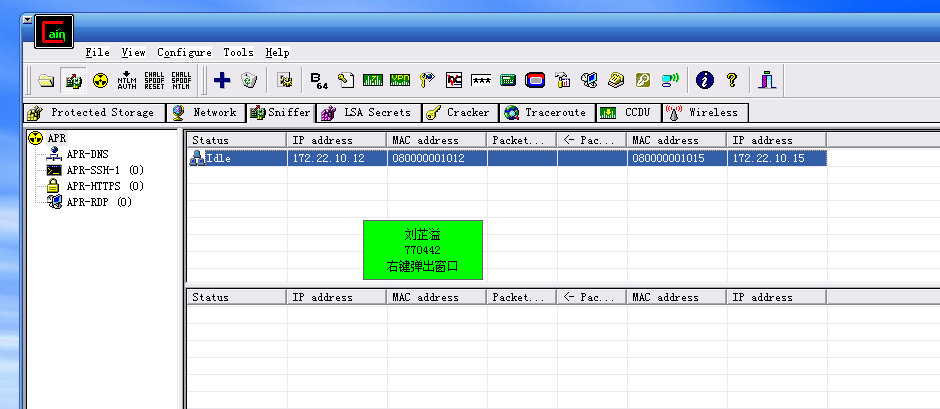 Cain
File View Configure Tools Help
NTLM AUTH CHALL SPOOF RESET CHALL SPOOF NTLM B64
Protected Storage Network Sniffer LSA Secrets Cracker Traceroute CCDU Wireless
APR
APR-DNS
APR-SSH-1 (0)
APR-HTTPS (0)
APR-RDP (0)
Status IP address MAC address Packet... <- Pac... MAC address IP address
Idle 172.22.10.12 080000001012 080000001015 172.22.10.15
刘芷溢
770442
右键弹出窗口
Status IP address MAC address Packet... <- Pac... MAC address IP address